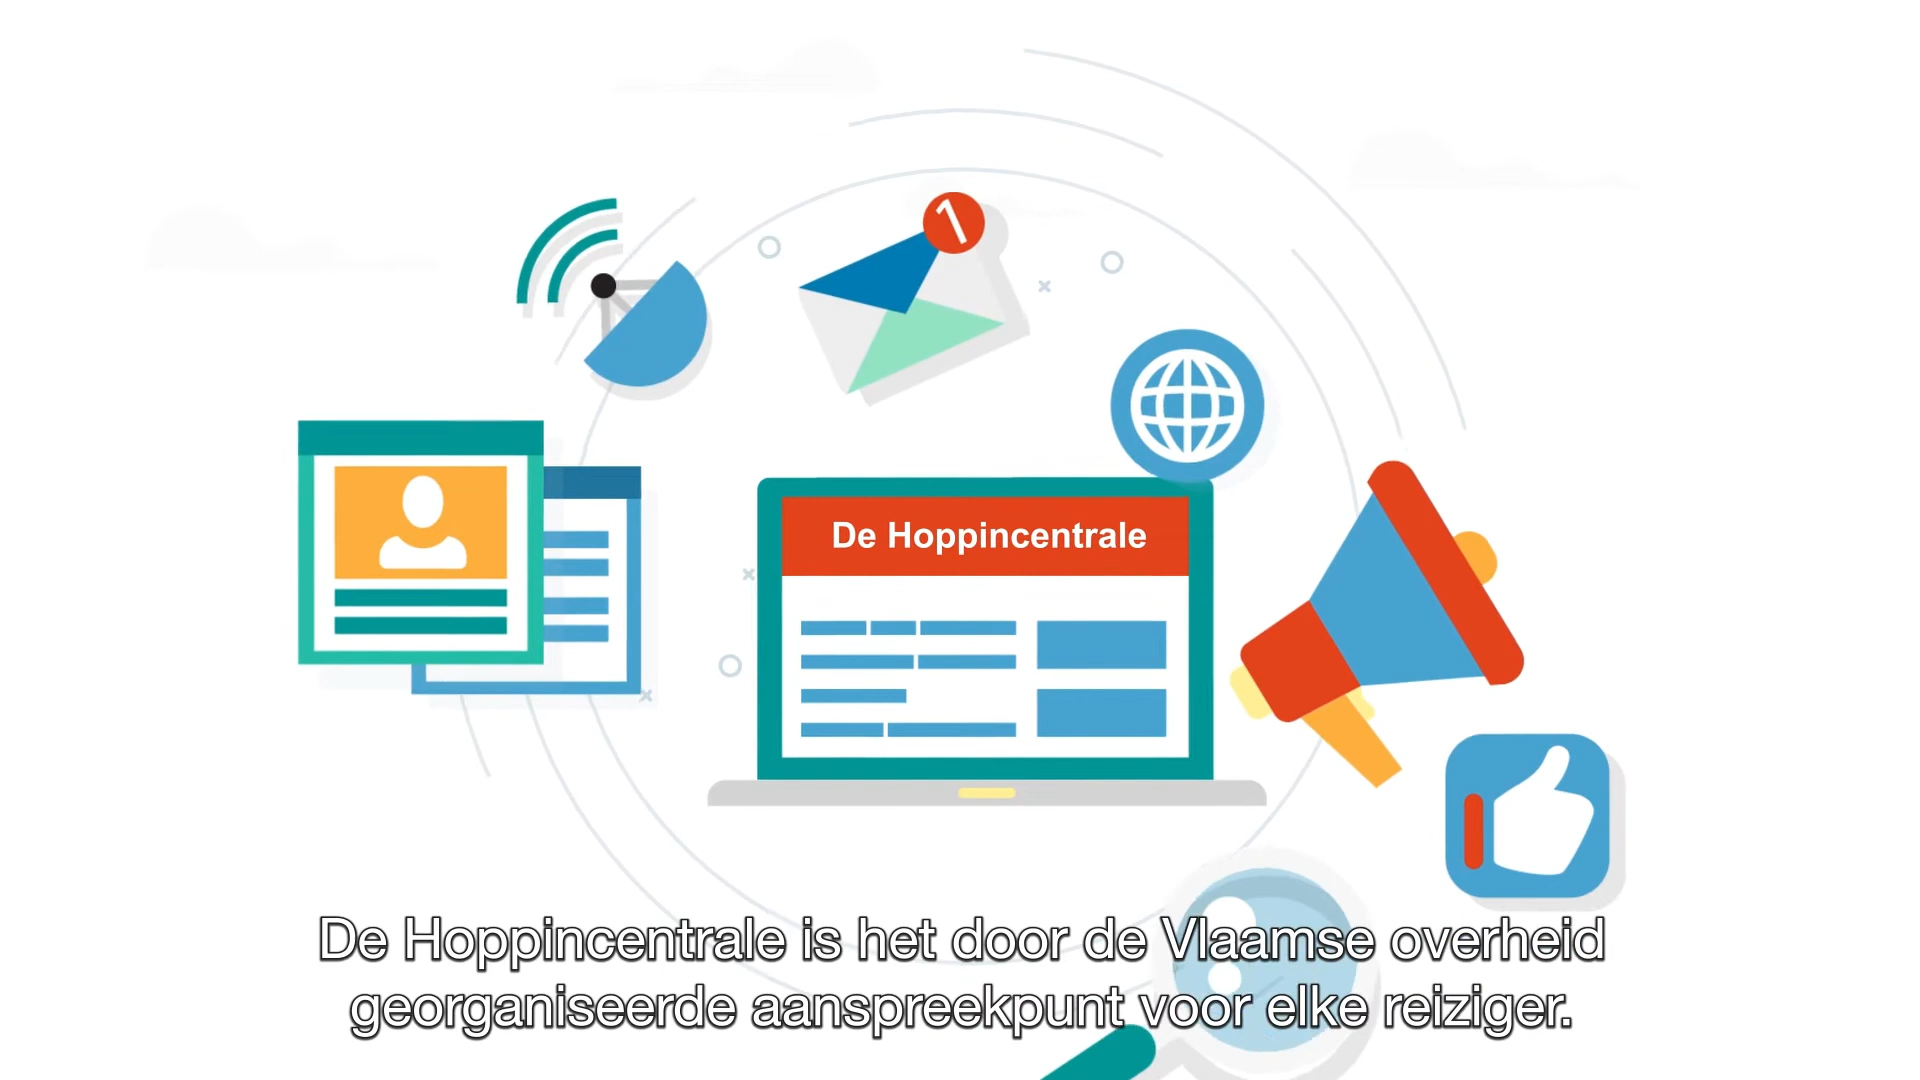 1
De Hoppincentrale
De Hoppincentrale is het door de Vlaamse overheid
georganiseerde aanspreekpunt voor elke reiziger.